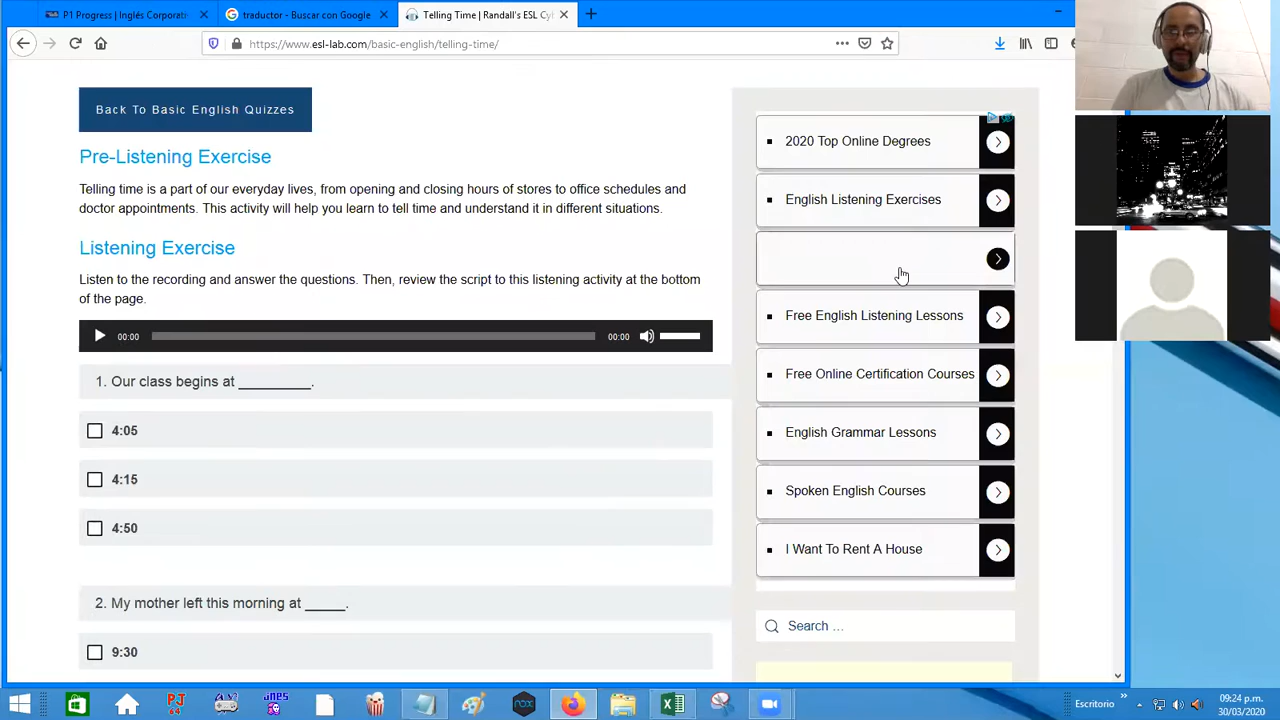 P1 Progress | Inglés Corporati
traductor - Buscar con Google
Telling Time | Randall's ESL Cyl
https://www.esl-lab.com/basic-english/telling-time/
Back To Basic English Quizzes
Pre-Listening Exercise
Telling time is a part of our everyday lives, from opening and closing hours of stores to office schedules and
doctor appointments. This activity will help you learn to tell time and understand it in different situations.
Listening Exercise
Listen to the recording and answer the questions. Then, review the script to this listening activity at the bottom
of the page.
00:00 00:00
1. Our class begins at __________.
4:05
4:15
4:50
2. My mother left this morning at _____.
9:30
2020 Top Online Degrees
English Listening Exercises
Free English Listening Lessons
Free Online Certification Courses
English Grammar Lessons
Spoken English Courses
I Want To Rent A House
Search ...
PJ
64
nes
nox
Escritorio
09:24 p.m.
30/03/2020